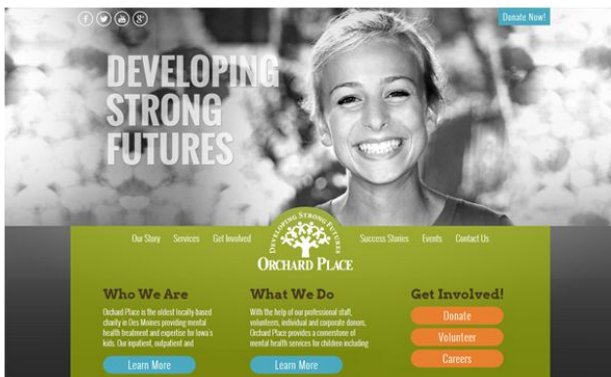 Donate Now!
DEVELOPING
STRONG
FUTURES
Our Story Services Get Involved
DEVELOPING STRONG FUTURES
ORCHARD PLACE
Success Stories Events Contact Us
Who We Are
Orchard Place is the oldest locally based
charity in Des Moines providing mental
health treatment and expertise for Iowa's
kids. Our inpatient, outpatient and
Learn More
What We Do
With the help of our professional staff,
volunteers, individual and corporate donors,
Orchard Place provides a cornerstone of
mental health services for children including
Learn More
Get Involved!
Donate
Volunteer
Careers